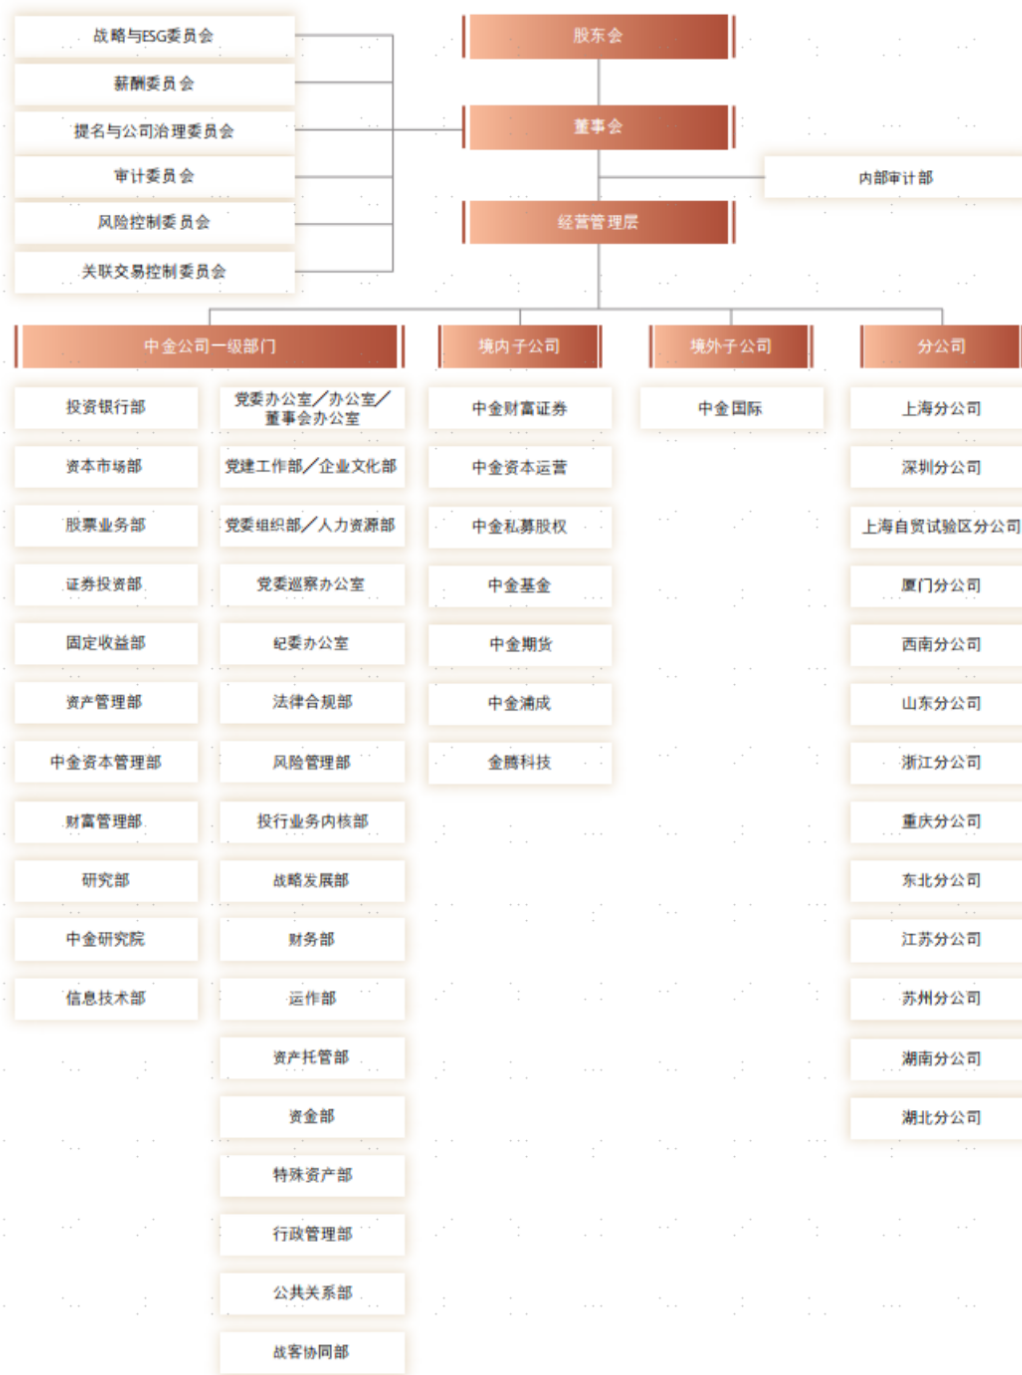 股东会
董事会
战略与ESG委员会
薪酬委员会
提名与公司治理委员会
审计委员会
风险控制委员会
关联交易控制委员会
内部审计部
经营管理层
中金公司一级部门
投资银行部
资本市场部
股票业务部
证券投资部
固定收益部
资产管理部
中金资本管理部
财富管理部
研究部
中金研究院
信息技术部
党委办公室/办公室/
董事会办公室
党建工作部/企业文化部
党委组织部/人力资源部
党委巡察办公室
纪委办公室
法律合规部
风险管理部
投行业务内核部
战略发展部
财务部
运作部
资产托管部
资金部
特殊资产部
行政管理部
公共关系部
战客协同部
境内子公司
中金财富证券
中金资本运营
中金私募股权
中金基金
中金期货
中金浦成
金腾科技
境外子公司
中金国际
分公司
上海分公司
深圳分公司
上海自贸试验区分公司
厦门分公司
西南分公司
山东分公司
浙江分公司
重庆分公司
东北分公司
江苏分公司
苏州分公司
湖南分公司
湖北分公司